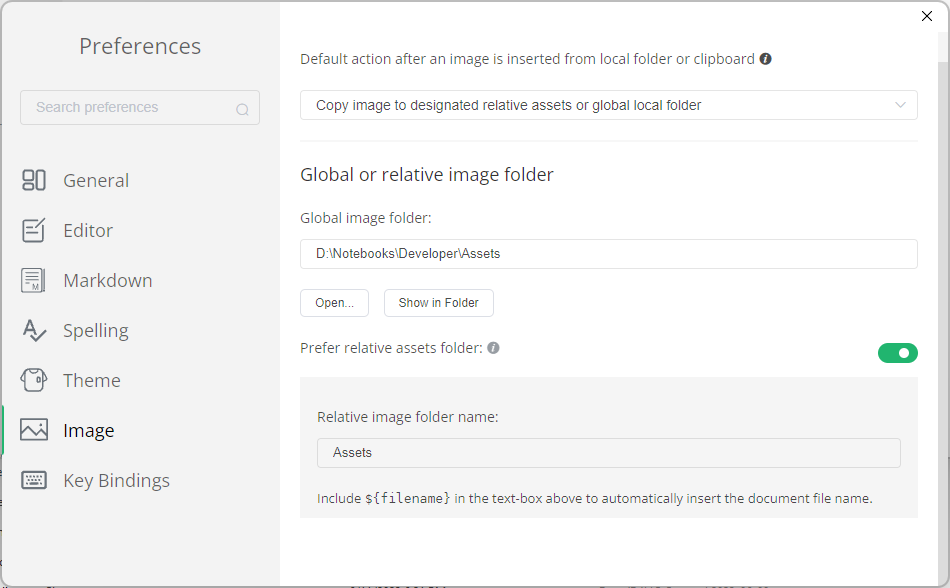 Preferences
Search preferences
General
Editor
Markdown
Spelling
Theme
Image
Key Bindings
Default action after an image is inserted from local folder or clipboard
Copy image to designated relative assets or global local folder
Global or relative image folder
Global image folder:
D:\Notebooks\Developer\Assets
Open...
Show in Folder
Prefer relative assets folder:
Relative image folder name:
Assets
Include ${filename} in the text-box above to automatically insert the document file name.